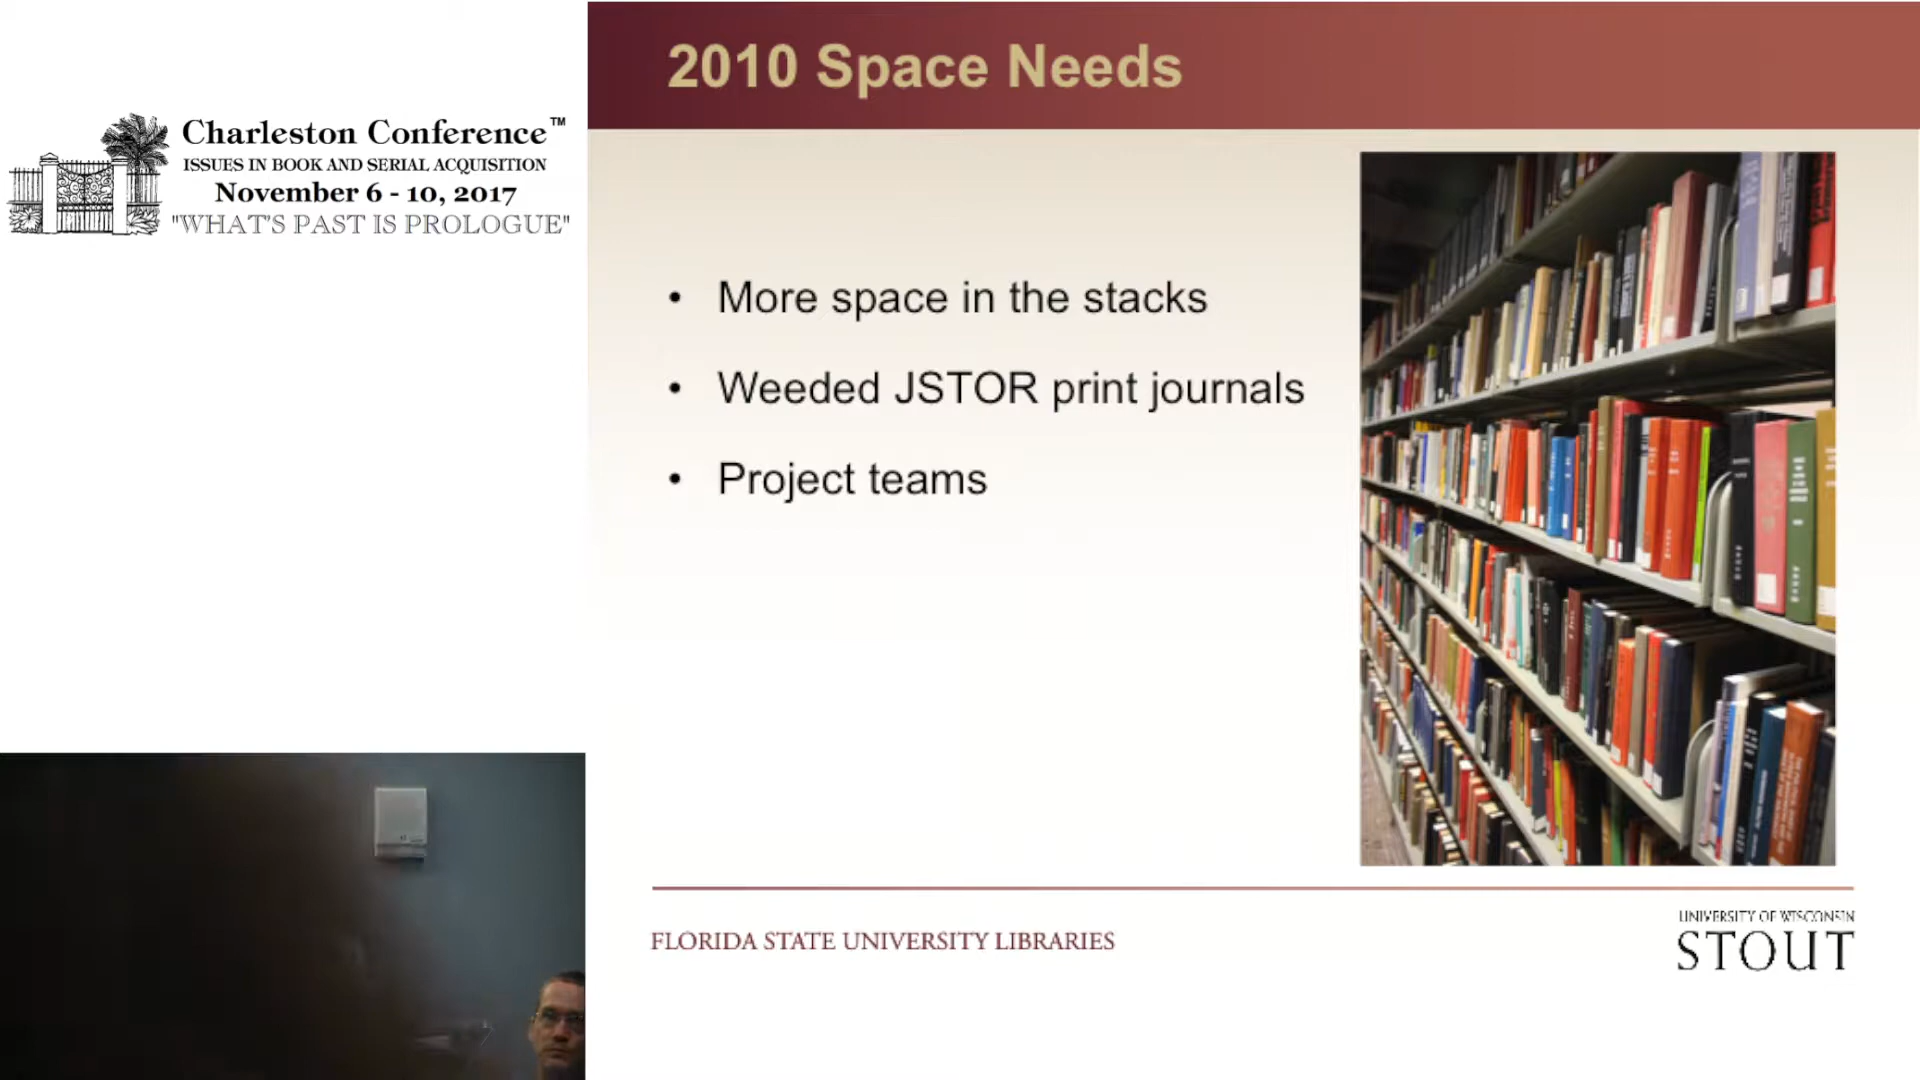 Charleston Conference™
ISSUES IN BOOK AND SERIAL ACQUISITION
November 6 - 10, 2017
"WHAT'S PAST IS PROLOGUE"
2010 Space Needs
• More space in the stacks
• Weeded JSTOR print journals
• Project teams
FLORIDA STATE UNIVERSITY LIBRARIES
UNIVERSITY OF WISCONSIN
STOUT